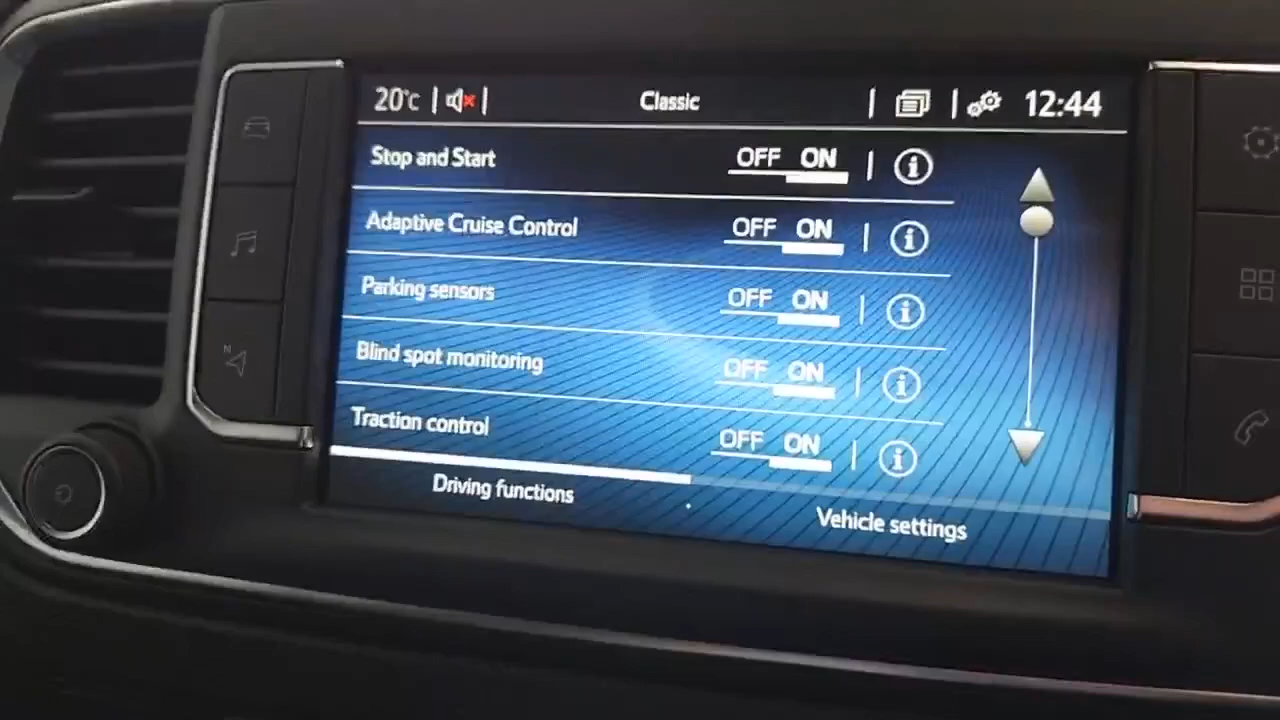 20°c Classic 12:44
Stop and Start OFF ON i
Adaptive Cruise Control OFF ON i
Parking sensors OFF ON i
Blind spot monitoring OFF ON i
Traction control OFF ON i
Driving functions Vehicle settings
N